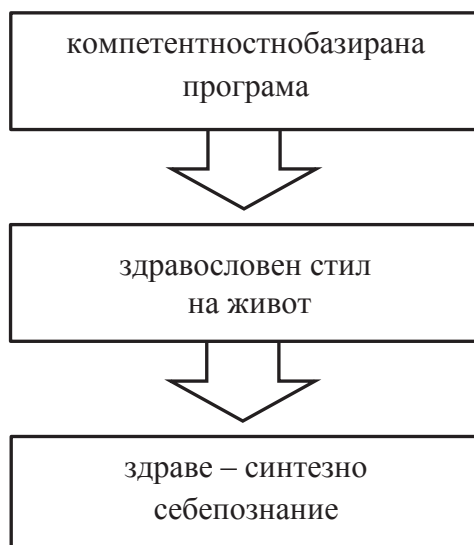 компетентностнобазирана
програма
здравословен стил
на живот
здраве – синтезно
себепознание